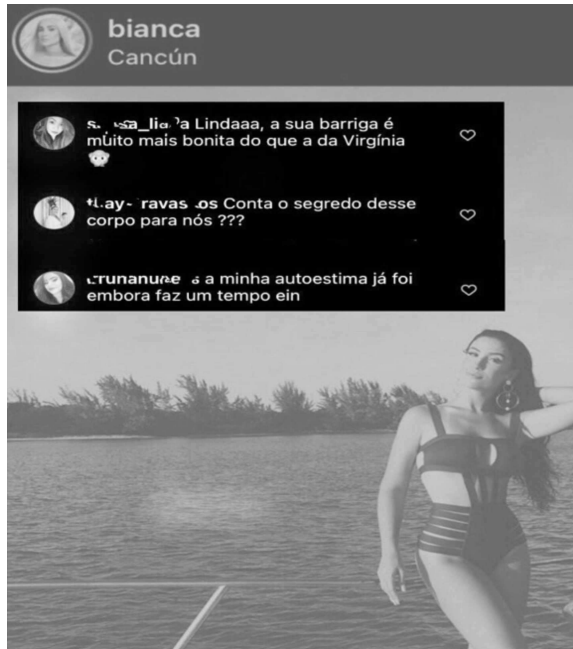 bianca
Cancún
Lindaaa, a sua barriga é
muito mais bonita do que a da Virgínia
Conta o segredo desse
corpo para nós ???
a minha autoestima já foi
embora faz um tempo ein